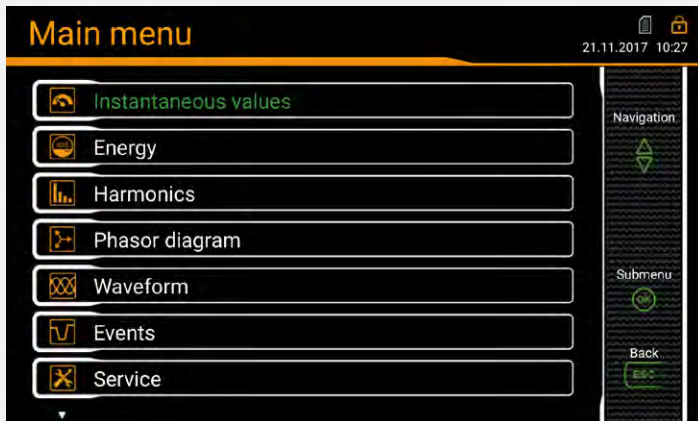 Main menu
21.11.2017 10:27
Instantaneous values
Energy
Harmonics
Phasor diagram
Waveform
Events
Service
Navigation
Submenu
OK
Back
ESC